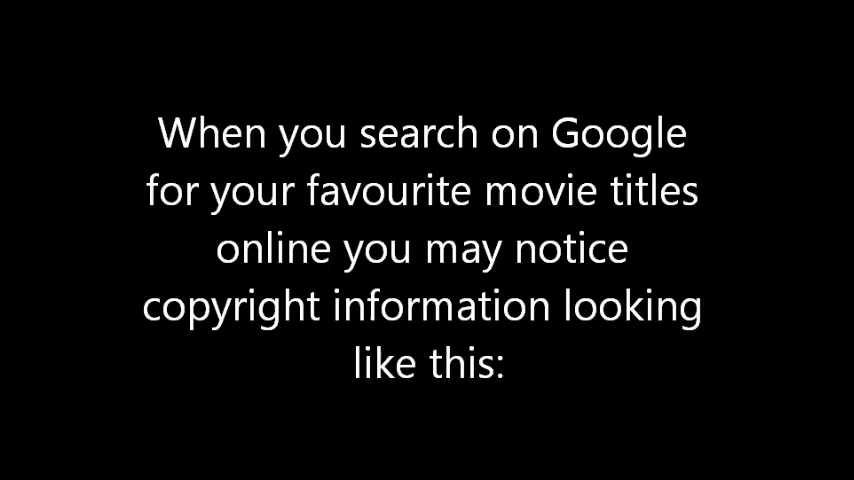 When you search on Google
for your favourite movie titles
online you may notice
copyright information looking
like this: